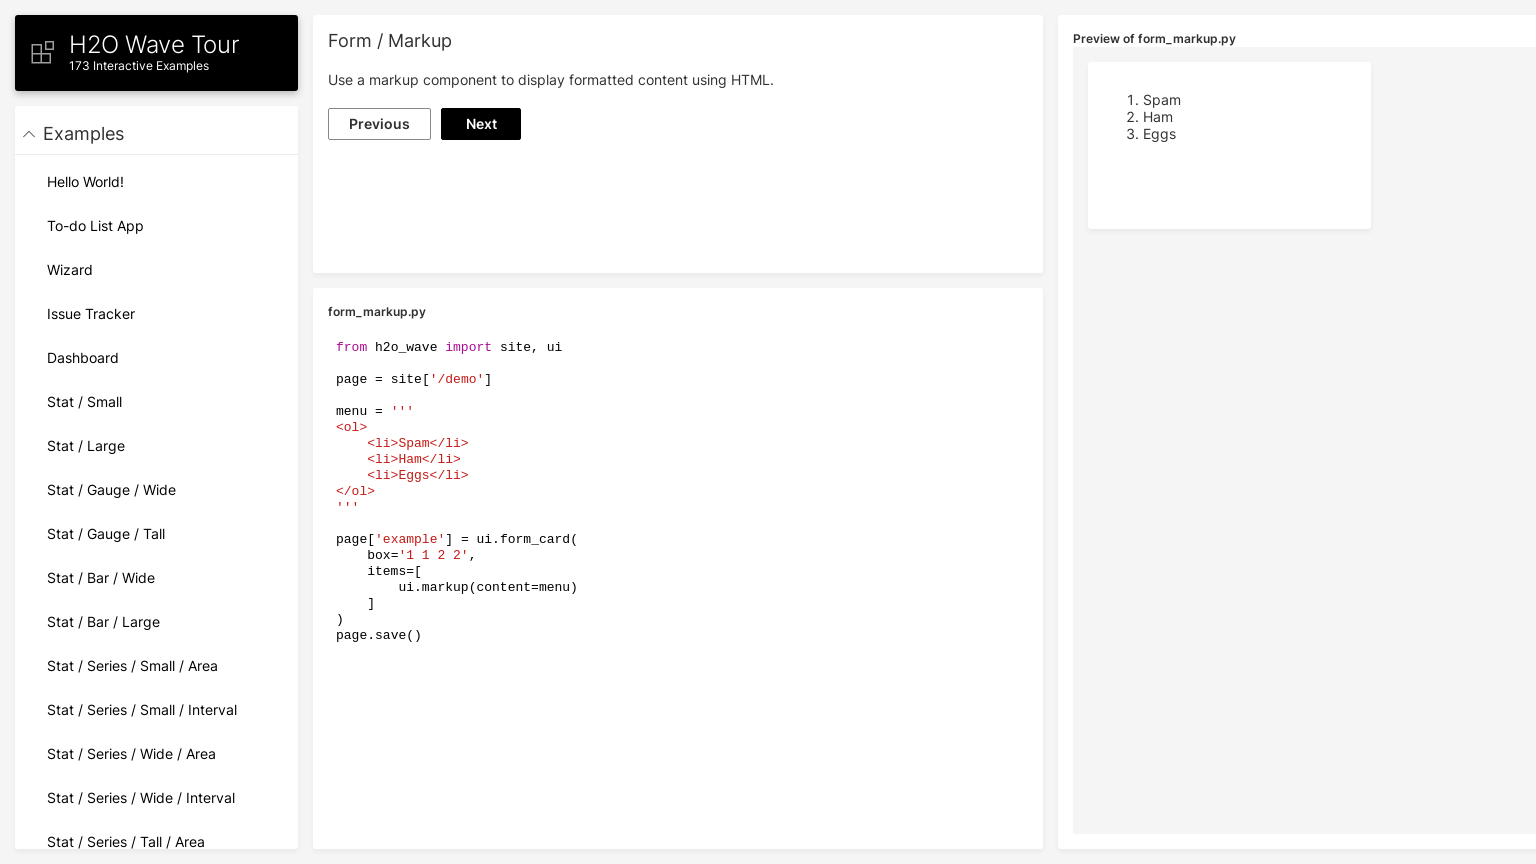 H2O Wave Tour
173 Interactive Examples
Examples
Hello World!
To-do List App
Wizard
Issue Tracker
Dashboard
Stat / Small
Stat / Large
Stat / Gauge / Wide
Stat / Gauge / Tall
Stat / Bar / Wide
Stat / Bar / Large
Stat / Series / Small / Area
Stat / Series / Small / Interval
Stat / Series / Wide / Area
Stat / Series / Wide / Interval
Stat / Series / Tall / Area
Form / Markup
Use a markup component to display formatted content using HTML.
Previous Next
form_markup.py
from h2o_wave import site, ui
page = site['/demo']
menu = '''
<ol>
    <li>Spam</li>
    <li>Ham</li>
    <li>Eggs</li>
</ol>
'''
page['example'] = ui.form_card(
    box='1 1 2 2',
    items=[
        ui.markup(content=menu)
    ]
)
page.save()
Preview of form_markup.py
1. Spam
2. Ham
3. Eggs